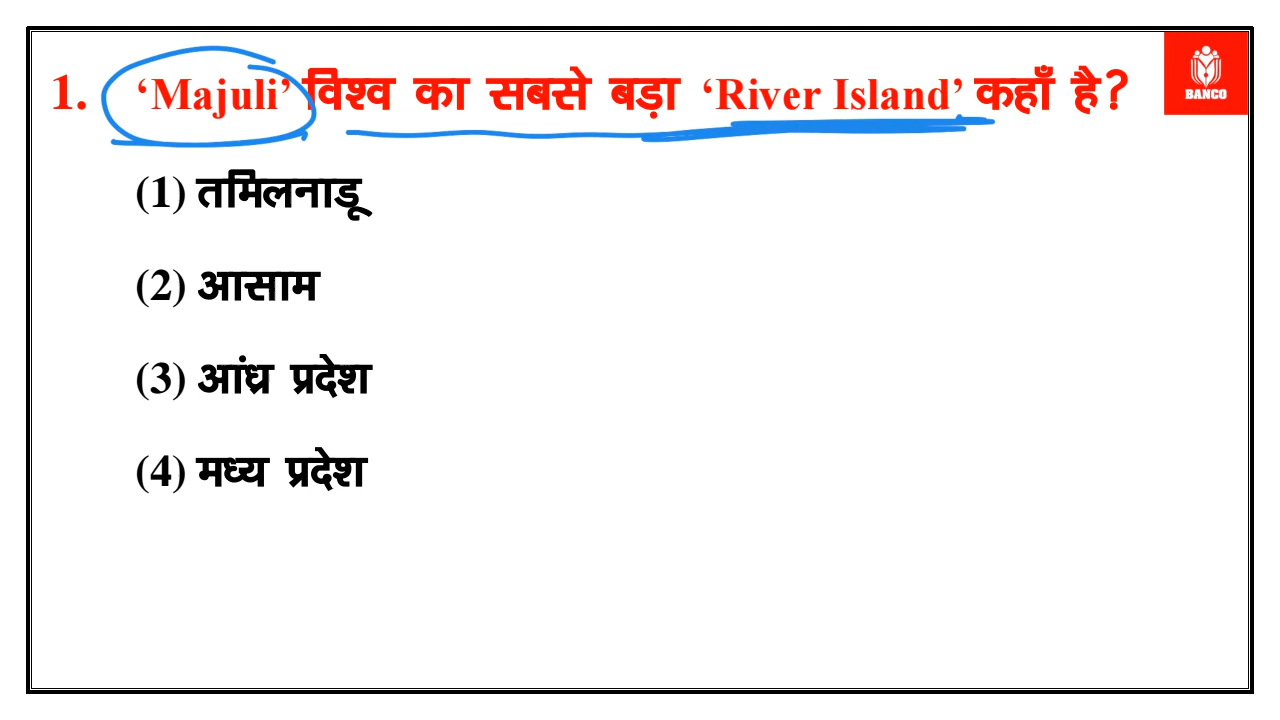 1. ‘Majuli’ विश्व का सबसे बड़ा ‘River Island’ कहाँ है?
BANCO
(1) तमिलनाडू
(2) आसाम
(3) आंध्र प्रदेश
(4) मध्य प्रदेश